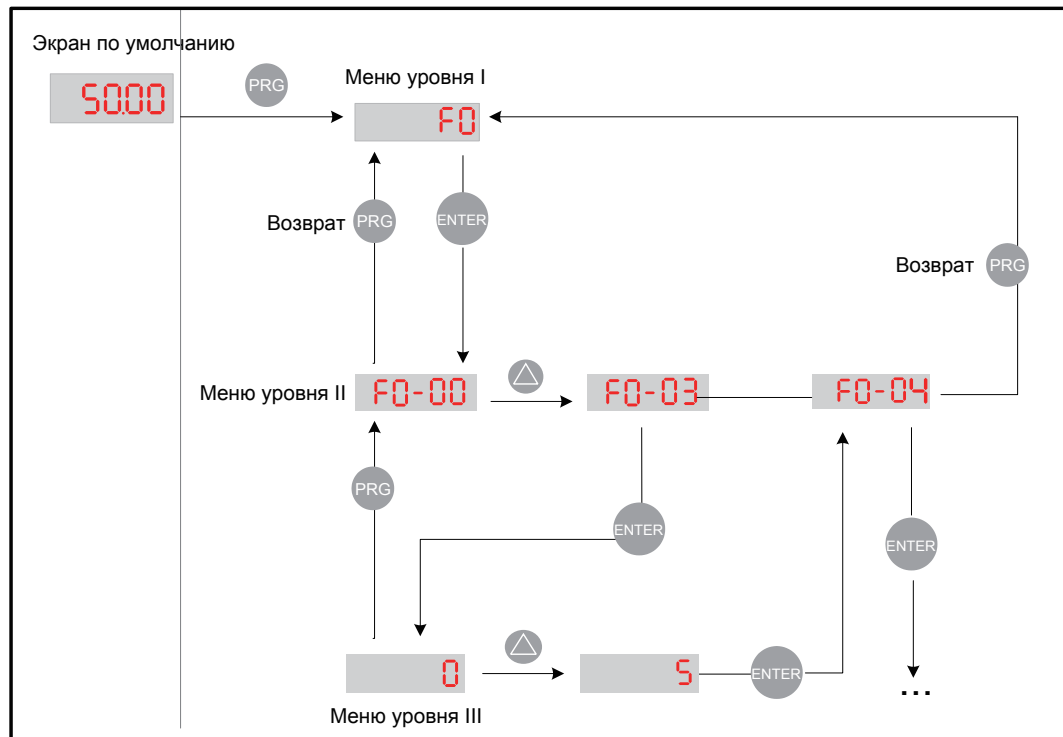 Экран по умолчанию
50.00
PRG
Меню уровня I
F0
Возврат
PRG
ENTER
Возврат
PRG
Меню уровня II
F0-00
F0-03
F0-04
PRG
ENTER
ENTER
0
5
ENTER
...
Меню уровня III